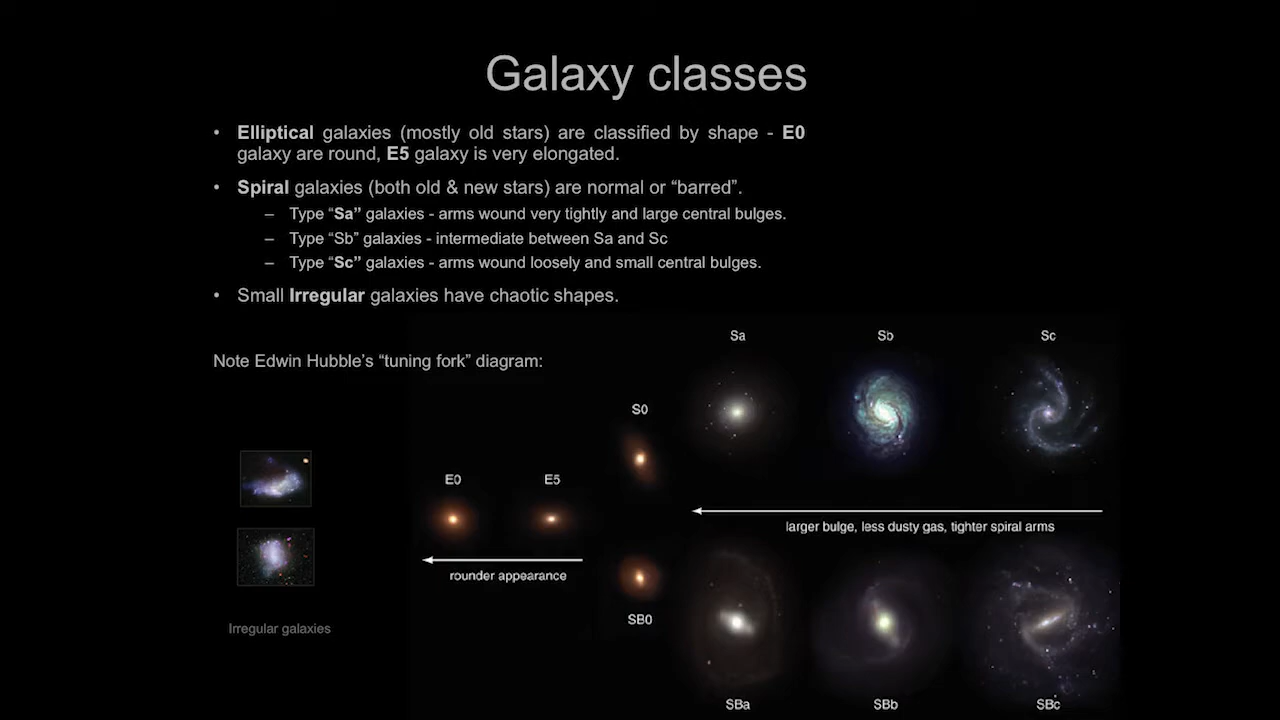 Galaxy classes
• Elliptical galaxies (mostly old stars) are classified by shape - E0
galaxy are round, E5 galaxy is very elongated.
• Spiral galaxies (both old & new stars) are normal or “barred”.
– Type “Sa” galaxies - arms wound very tightly and large central bulges.
– Type “Sb” galaxies - intermediate between Sa and Sc
– Type “Sc” galaxies - arms wound loosely and small central bulges.
• Small Irregular galaxies have chaotic shapes.
Note Edwin Hubble’s “tuning fork” diagram:
Sa Sb Sc
S0
E0 E5
larger bulge, less dusty gas, tighter spiral arms
rounder appearance
SB0
Irregular galaxies
SBa SBb SBc